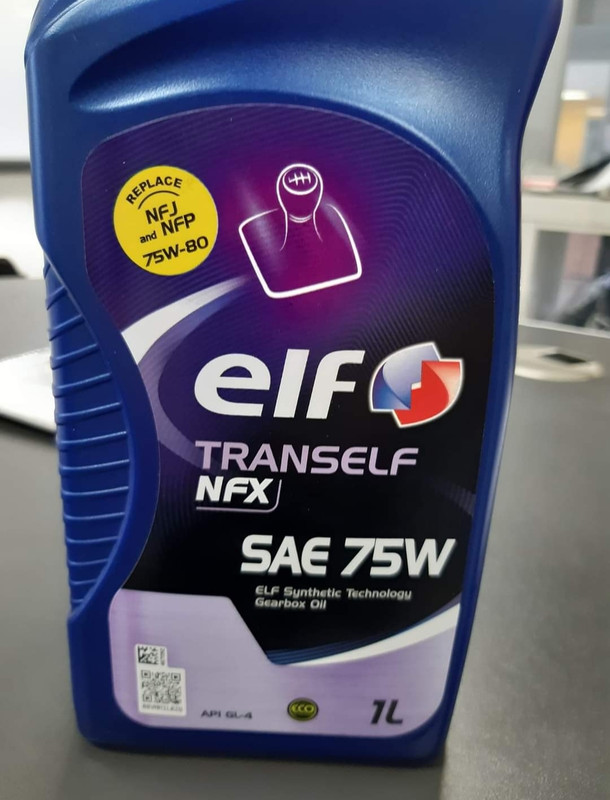 REPLACE
NFJ
and NFP
75W-80
elf
TRANSELF
NFX
SAE 75W
ELF Synthetic Technology
Gearbox Oil
API GL-4
ECO
1L